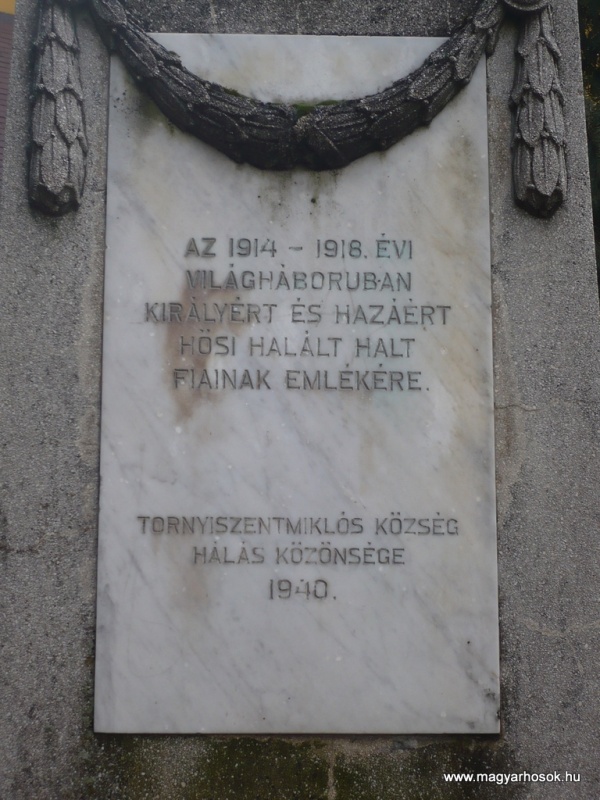 AZ 1914 - 1918. ÉVI
VILÁGHÁBORUBAN
KIRÁLYÉRT ÉS HAZÁÉRT
HŐSI HALÁLT HALT
FIAINAK EMLÉKÉRE.
TORNYISZENTMIKLÓS KÖZSÉG
HÁLÁS KÖZÖNSÉGE
1940.
www.magyarhosok.hu